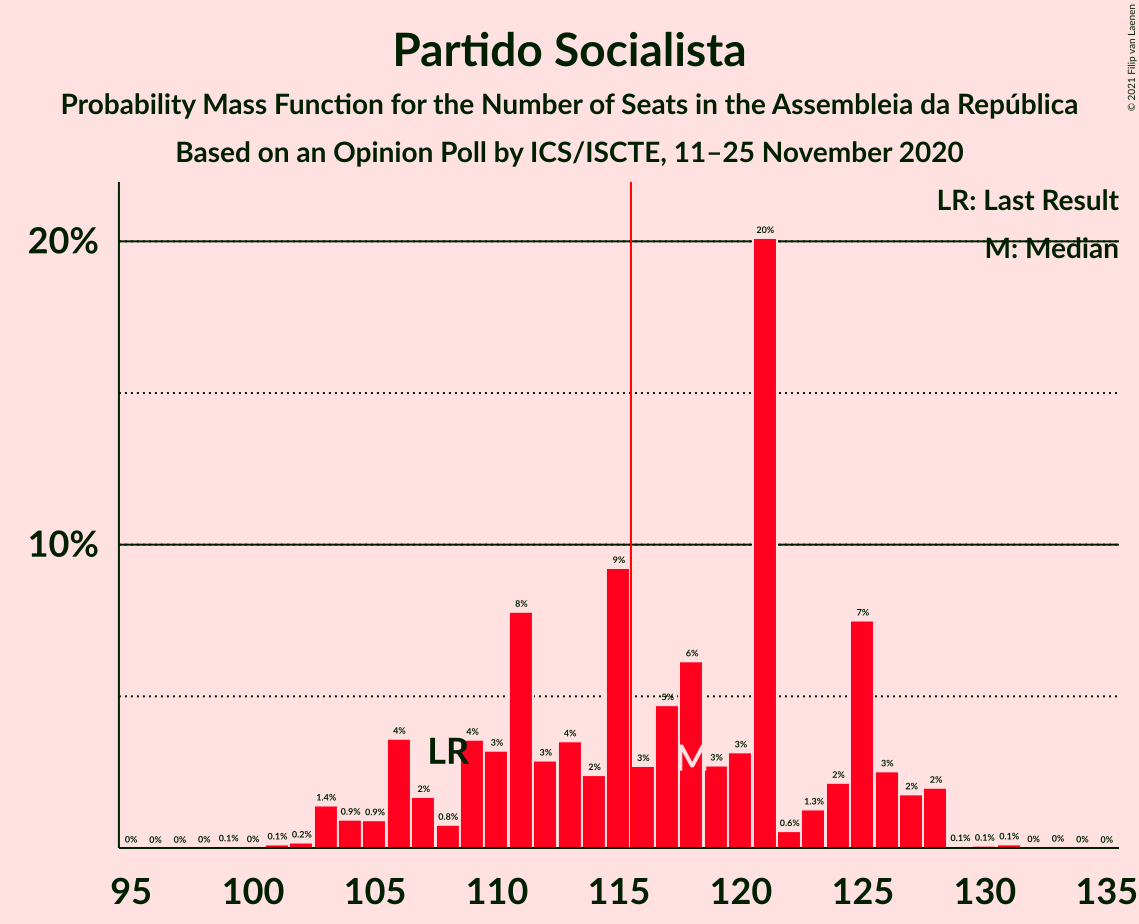 © 2021 Filip van Laenen
Partido Socialista
Probability Mass Function for the Number of Seats in the Assembleia da República
Based on an Opinion Poll by ICS/ISCTE, 11–25 November 2020
LR: Last Result
M: Median
20%
10%
0% 0% 0% 0% 0.1% 0% 0.1% 0.2% 1.4% 0.9% 0.9% 4% 2% 0.8% 4% 3% 8% 3% 4% 2% 9% 3% 5% 6% 3% 3% 20% 0.6% 1.3% 2% 7% 3% 2% 2% 0.1% 0.1% 0.1% 0% 0% 0% 0%
LR
M
95 100 105 110 115 120 125 130 135